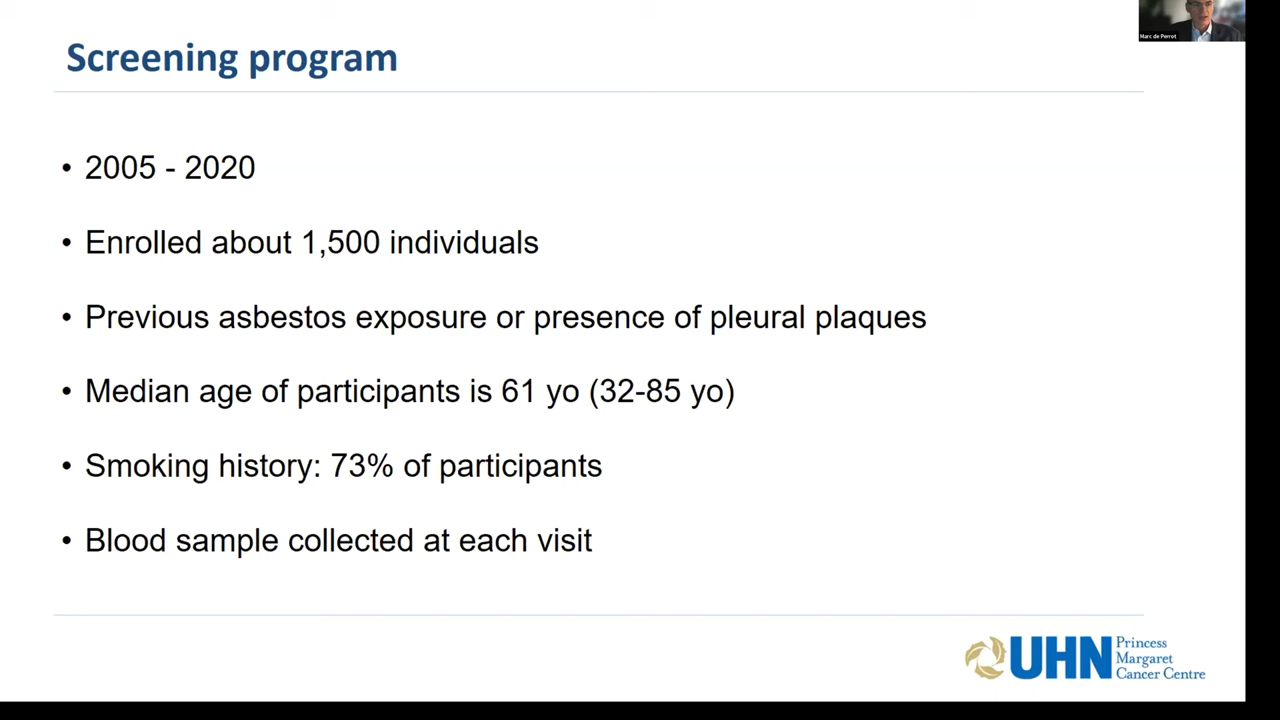 Marc de Perrot
Screening program
• 2005 - 2020
• Enrolled about 1,500 individuals
• Previous asbestos exposure or presence of pleural plaques
• Median age of participants is 61 yo (32-85 yo)
• Smoking history: 73% of participants
• Blood sample collected at each visit
UHN
Princess
Margaret
Cancer Centre